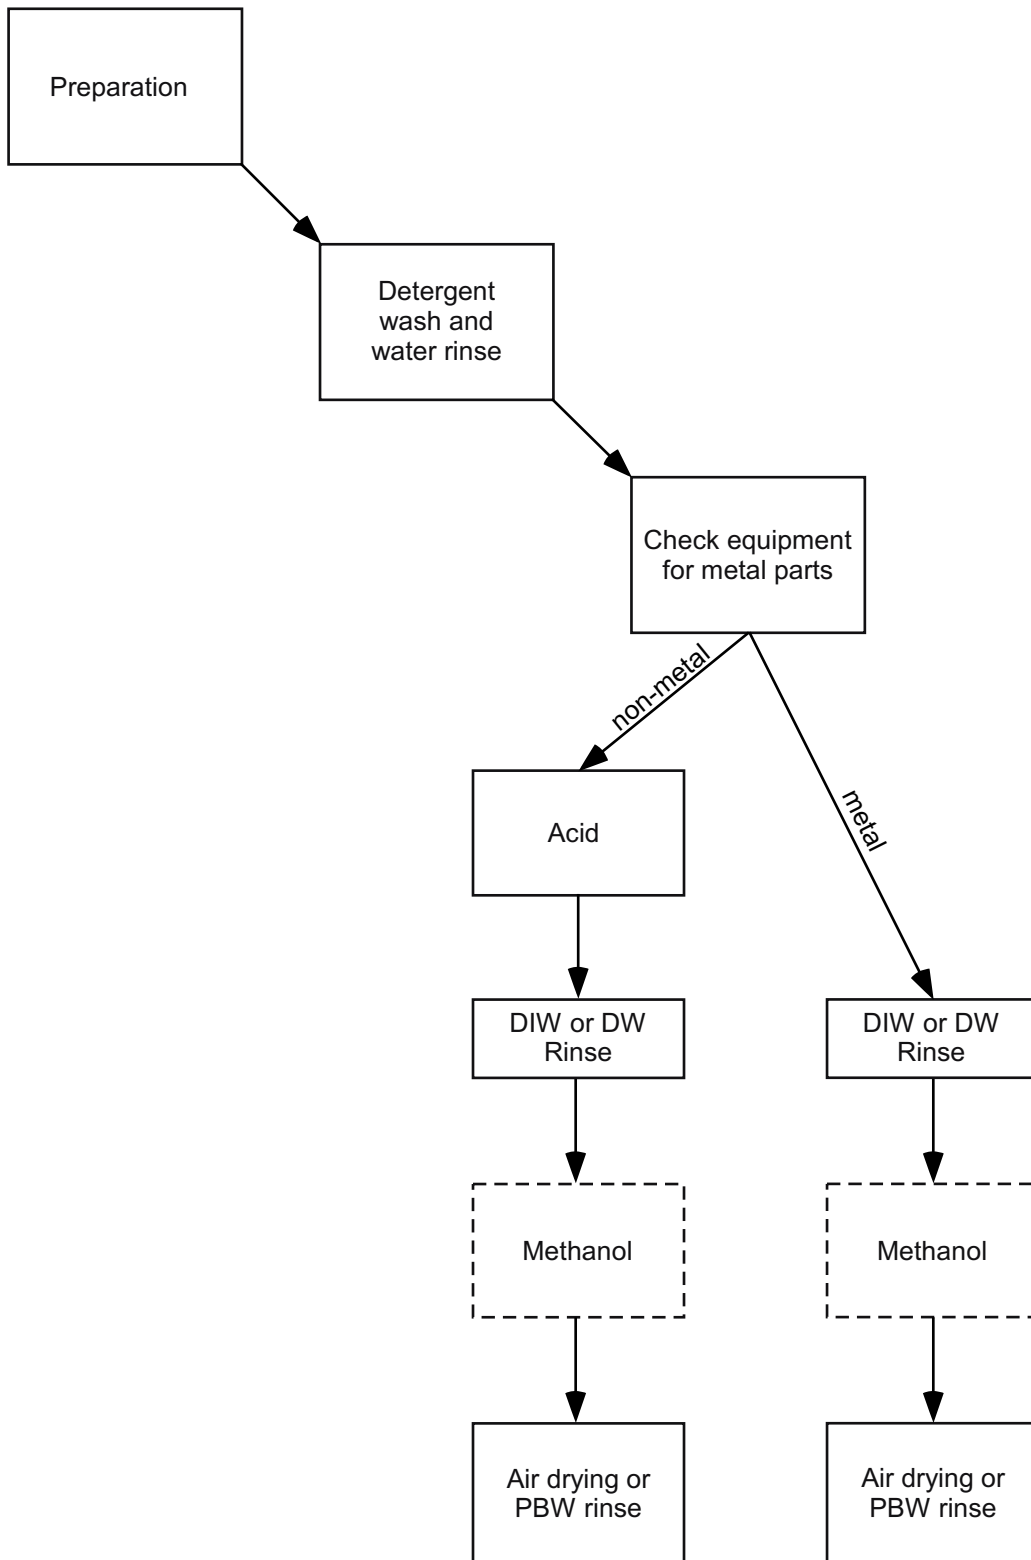 Preparation
Detergent
wash and
water rinse
Check equipment
for metal parts
non-metal
metal
Acid
DIW or DW
Rinse
DIW or DW
Rinse
Methanol
Methanol
Air drying or
PBW rinse
Air drying or
PBW rinse